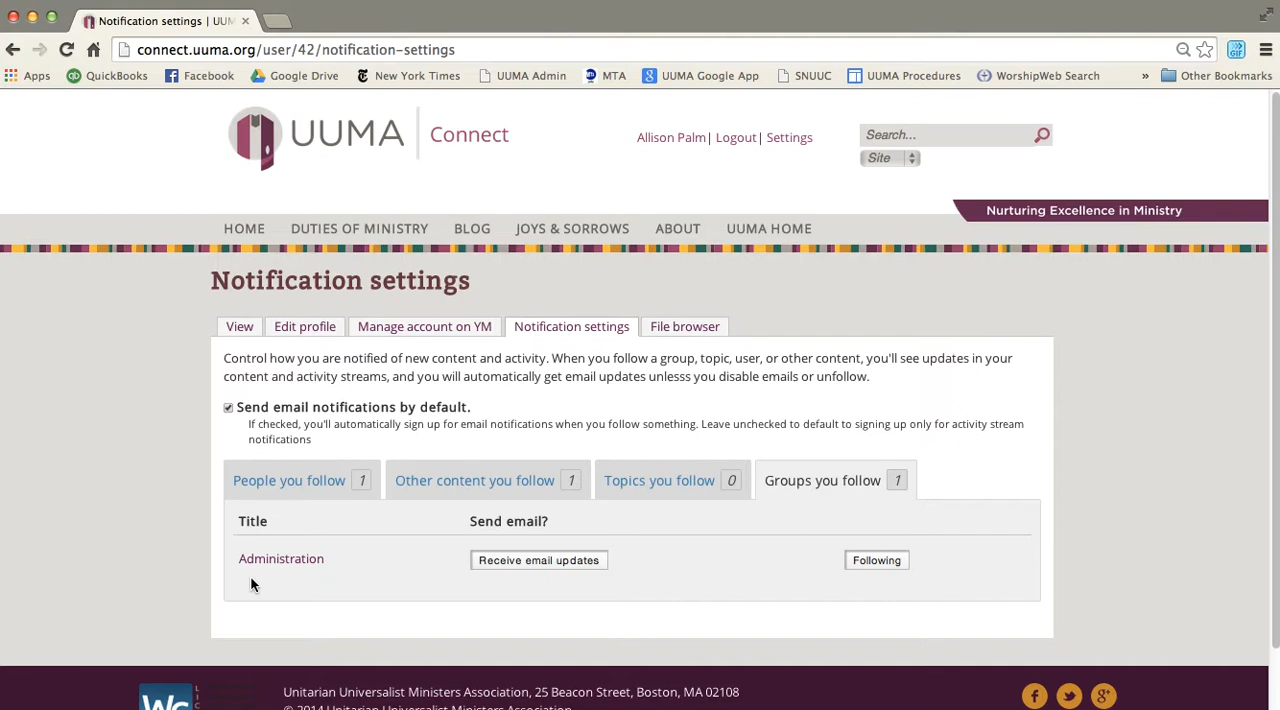 Notification settings | UUM
connect.uuma.org/user/42/notification-settings
GIF
Apps QuickBooks Facebook Google Drive New York Times UUMA Admin MTA UUMA Google App SNUUC UUMA Procedures WorshipWeb Search » Other Bookmarks
UUMA Connect
Allison Palm| Logout| Settings
Search...
Site
Nurturing Excellence in Ministry
HOME DUTIES OF MINISTRY BLOG JOYS & SORROWS ABOUT UUMA HOME
Notification settings
View Edit profile Manage account on YM Notification settings File browser
Control how you are notified of new content and activity. When you follow a group, topic, user, or other content, you'll see updates in your
content and activity streams, and you will automatically get email updates unlesss you disable emails or unfollow.
Send email notifications by default.
If checked, you'll automatically sign up for email notifications when you follow something. Leave unchecked to default to signing up only for activity stream
notifications
People you follow 1 Other content you follow 1 Topics you follow 0 Groups you follow 1
Title Send email?
Administration Receive email updates Following
Unitarian Universalist Ministers Association, 25 Beacon Street, Boston, MA 02108
© 2014 Unitarian Universalist Ministers Association